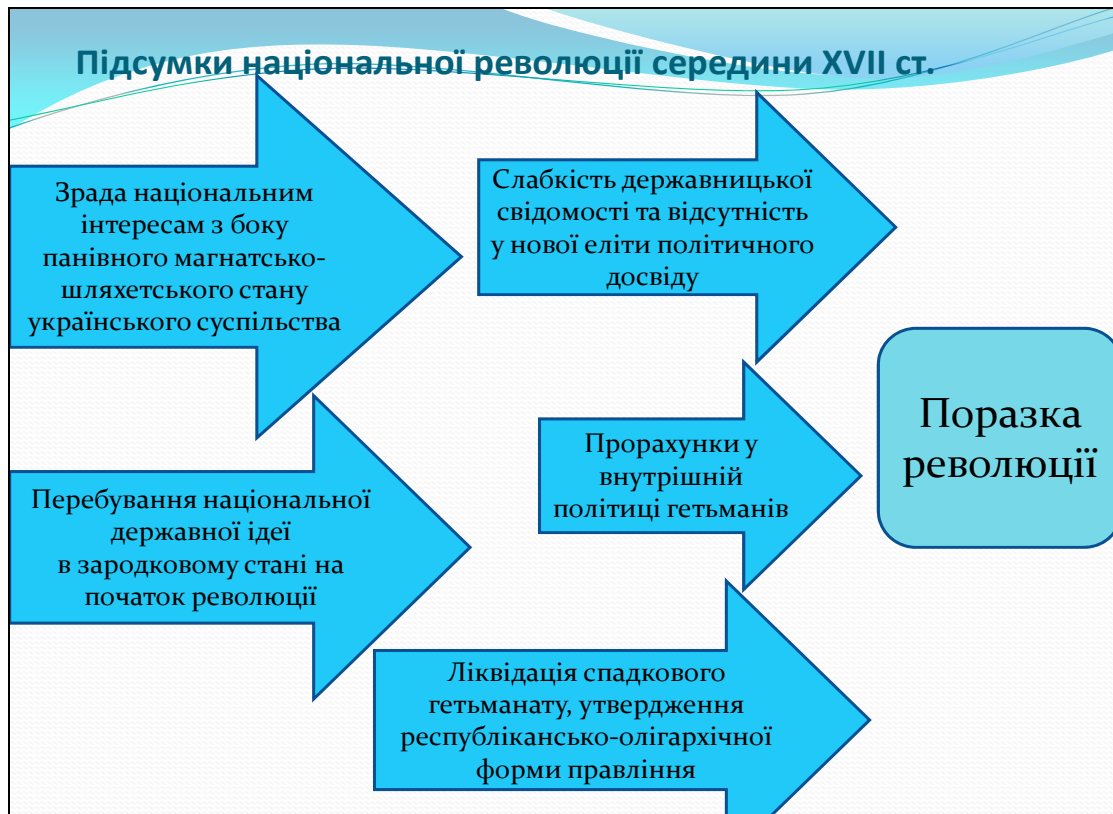 Підсумки національної революції середини XVII ст.
Зрада національним
інтересам з боку
панівного магнатсько-
шляхетського стану
українського суспільства
Слабкість державницької
свідомості та відсутність
у нової еліти політичного
досвіду
Перебування національної
державної ідеї
в зародковому стані на
початок революції
Прорахунки у
внутрішній
політиці гетьманів
Ліквідація спадкового
гетьманату, утвердження
республікансько-олігархічної
форми правління
Поразка
революції